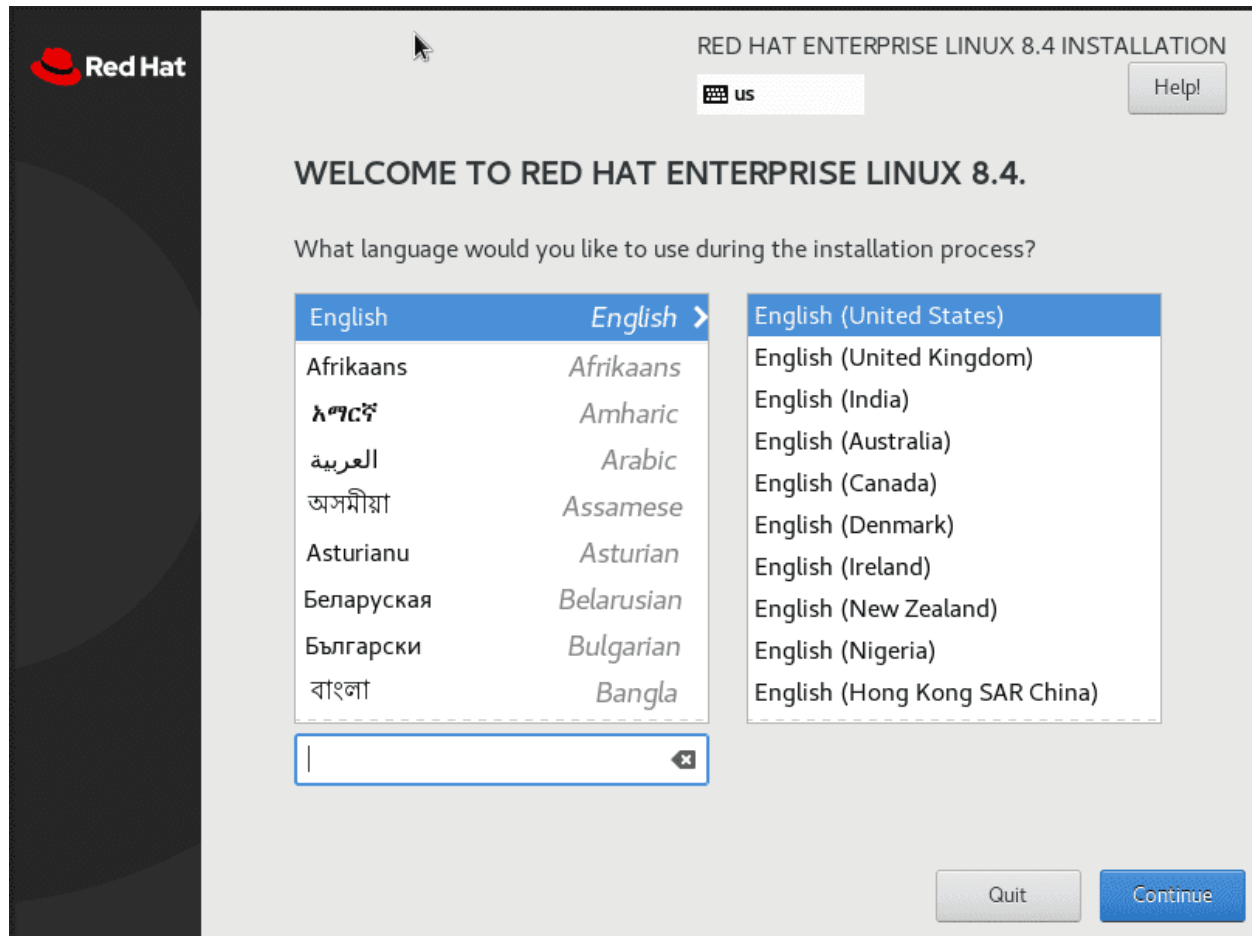 Red Hat
RED HAT ENTERPRISE LINUX 8.4 INSTALLATION
us
Help!
WELCOME TO RED HAT ENTERPRISE LINUX 8.4.
What language would you like to use during the installation process?
English English
Afrikaans Afrikaans
አማርኛ Amharic
العربية Arabic
অসমীয়া Assamese
Asturianu Asturian
Беларуская Belarusian
Български Bulgarian
বাংলা Bangla
English (United States)
English (United Kingdom)
English (India)
English (Australia)
English (Canada)
English (Denmark)
English (Ireland)
English (New Zealand)
English (Nigeria)
English (Hong Kong SAR China)
Quit
Continue